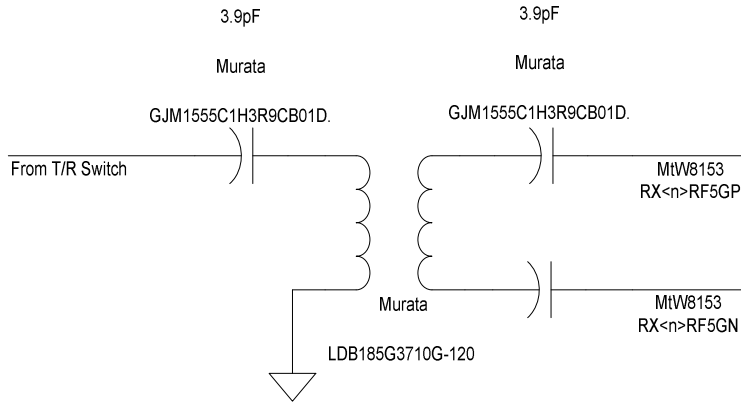 3.9pF
3.9pF
Murata
Murata
GJM1555C1H3R9CB01D.
GJM1555C1H3R9CB01D.
From T/R Switch
MtW8153
RX<n>RF5GP
Murata
MtW8153
RX<n>RF5GN
LDB185G3710G-120